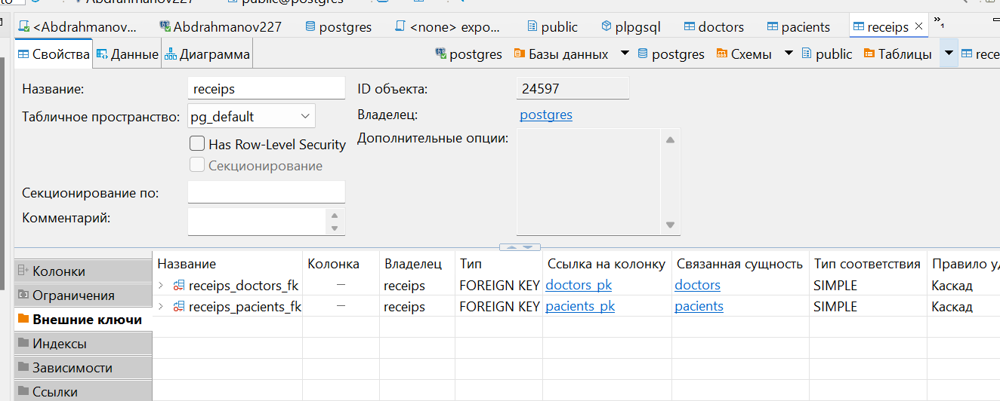 Abdrahmanov227 public@postgres
<Abdrahmanov... Abdrahmanov227 postgres <none> expo... public plpgsql doctors pacients receips » 1
Свойства Данные Диаграмма postgres Базы данных postgres Схемы public Таблицы rece
Название: receips ID объекта: 24597
Табличное пространство: pg_default Владелец: postgres
Has Row-Level Security Дополнительные опции:
Секционирование
Секционирование по:
Комментарий:
Название Колонка Владелец Тип Ссылка на колонку Связанная сущность Тип соответствия Правило уд
receips_doctors_fk — receips FOREIGN KEY doctors_pk doctors SIMPLE Каскад
receips_pacients_fk — receips FOREIGN KEY pacients_pk pacients SIMPLE Каскад
Колонки
Ограничения
Внешние ключи
Индексы
Зависимости
Ссылки